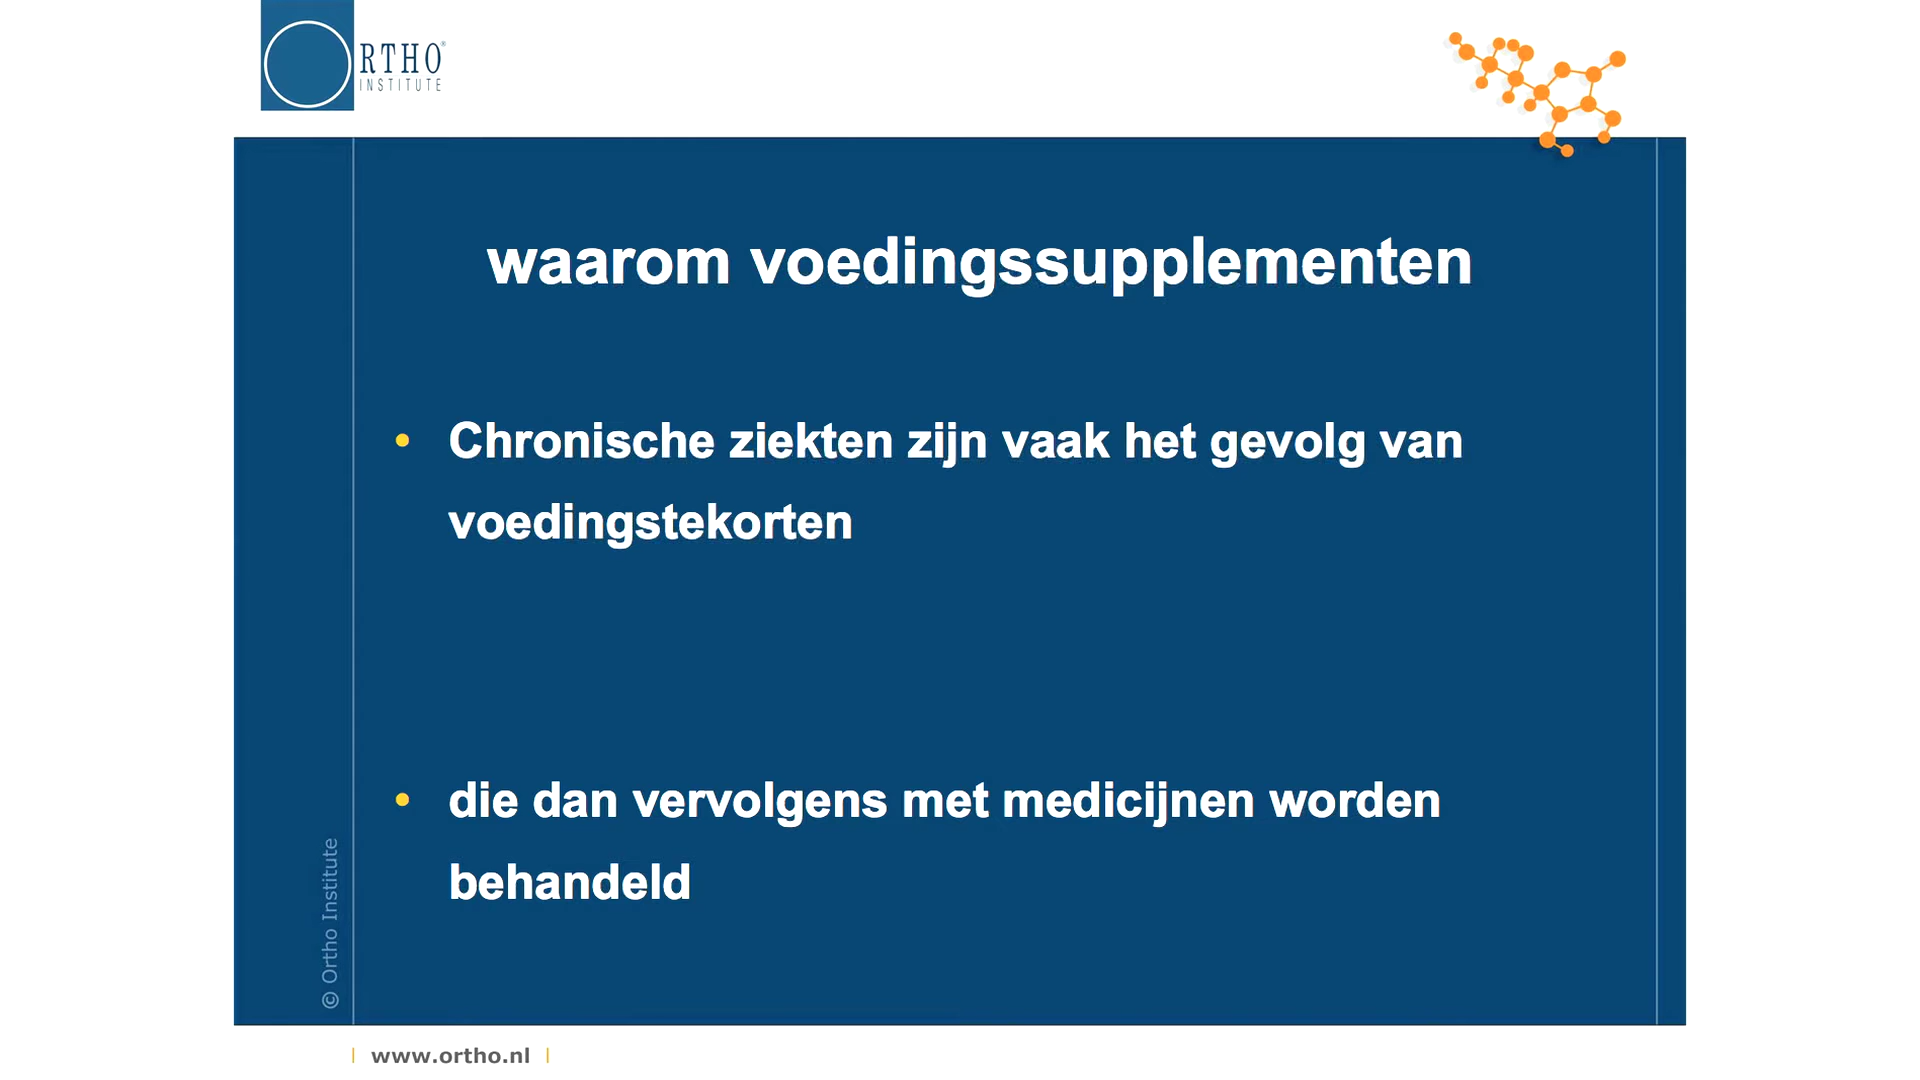 ORTHO®
INSTITUTE
waarom voedingssupplementen
• Chronische ziekten zijn vaak het gevolg van
voedingstekorten
• die dan vervolgens met medicijnen worden
behandeld
© Ortho Institute
| www.ortho.nl |